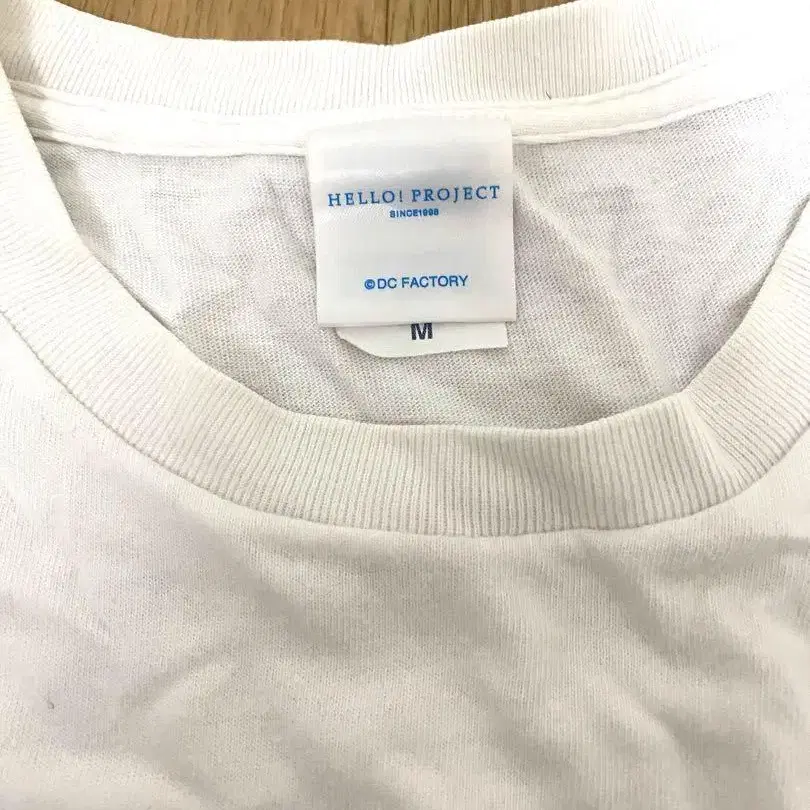 HELLO! PROJECT
SINCE1998
©DC FACTORY
M